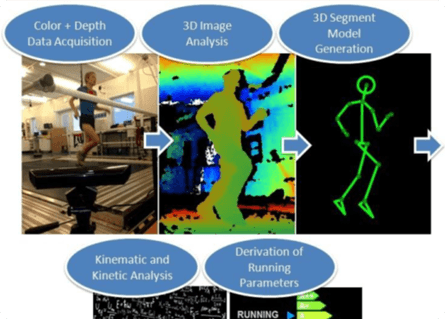 Color + Depth
Data Acquisition
3D Image
Analysis
3D Segment
Model
Generation
Kinematic and
Kinetic Analysis
Derivation of
Running
Parameters
RUNNING